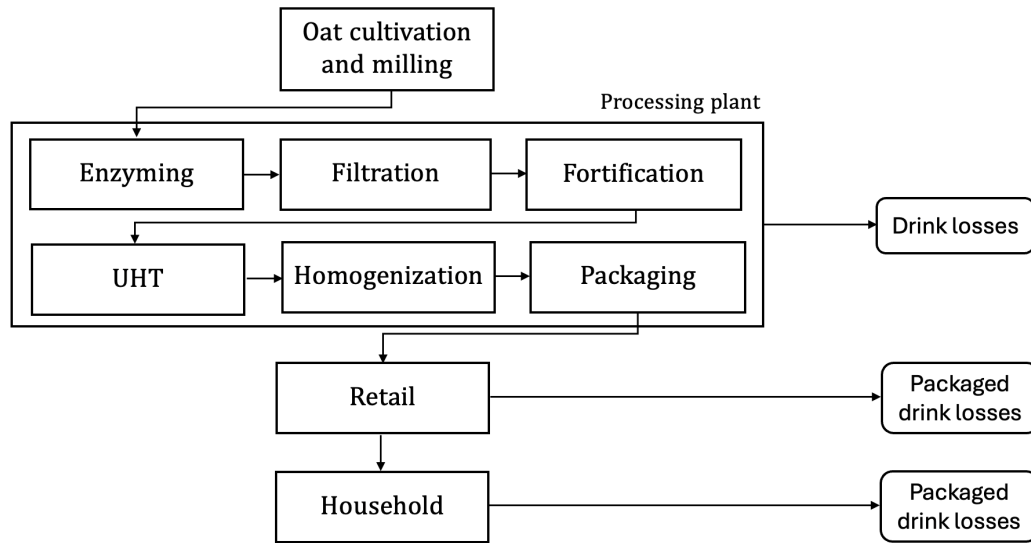 Oat cultivation
and milling
Processing plant
Enzyming
Filtration
Fortification
Drink losses
UHT
Homogenization
Packaging
Retail
Packaged
drink losses
Household
Packaged
drink losses